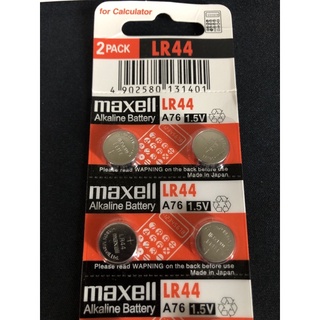 for Calculator
2 PACK
LR44
4 902580 131401
maxell LR44
Alkaline Battery A76 1.5V
Please read WARNING on the back before use
Made in Japan.
maxell LR44
Alkaline Battery A76 1.5V
LR44
Please read WARNING on the back before use
Made in Japan.
maxell LR44
Alkaline Battery A76 1.5V